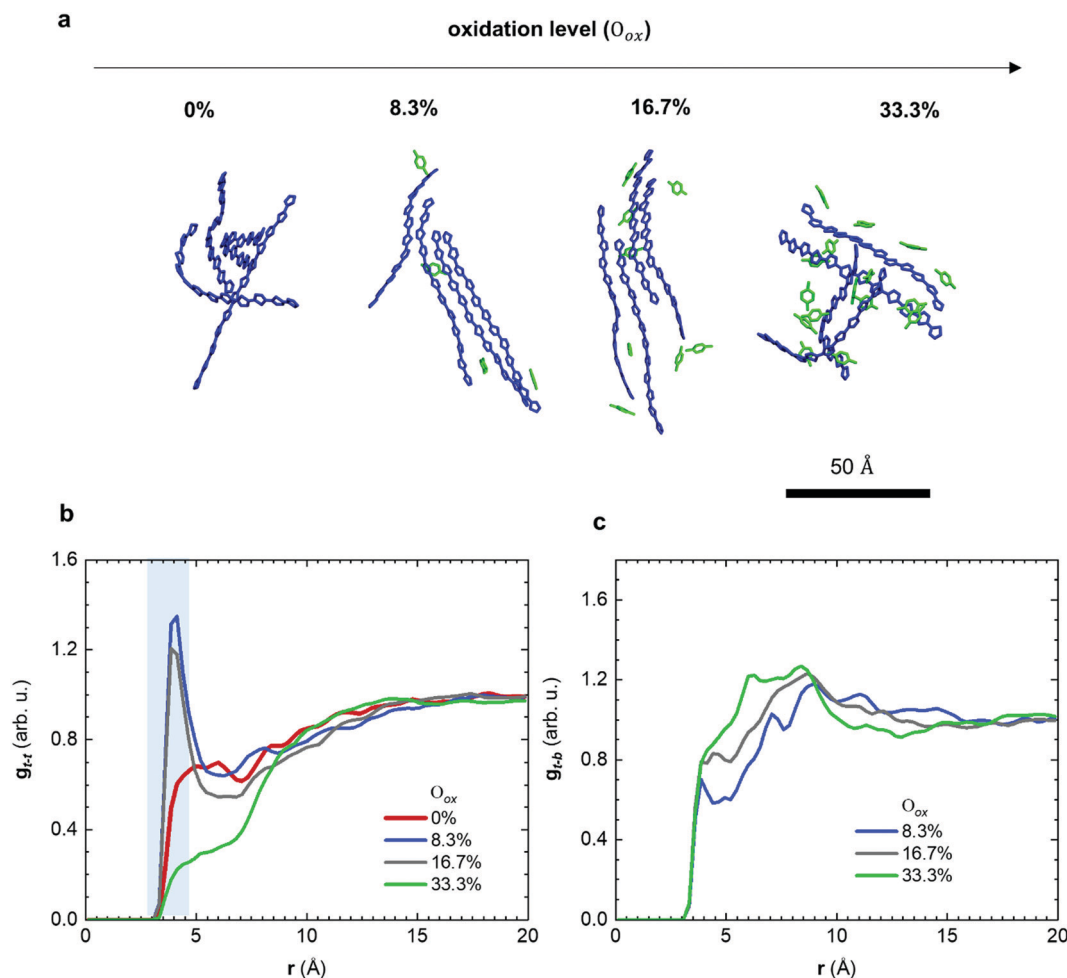 a
oxidation level (O_ox)
0% 8.3% 16.7% 33.3%
50 Å
b
1.6
1.2
0.8
0.4
0.0
g_t-t (arb. u.)
O_ox
0%
8.3%
16.7%
33.3%
0 5 10 15 20
r (Å)
c
1.6
1.2
0.8
0.4
0.0
g_t-b (arb. u.)
O_ox
8.3%
16.7%
33.3%
0 5 10 15 20
r (Å)